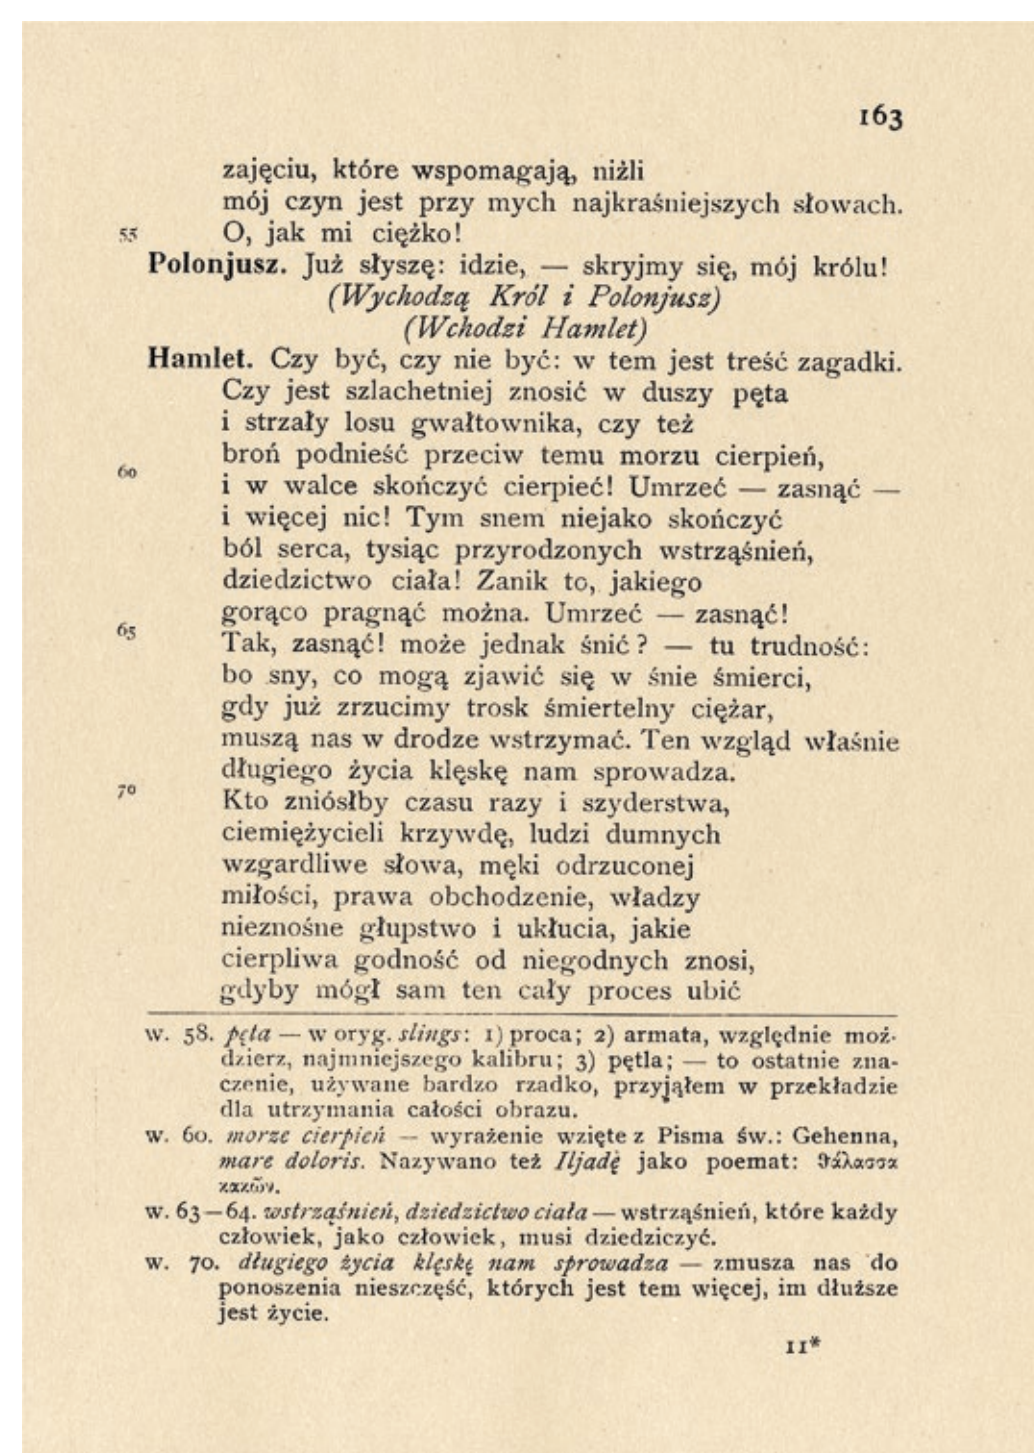 163
zajęciu, które wspomagają, niżli
mój czyn jest przy mych najkraśniejszych słowach.
55 O, jak mi ciężko!
Polonjusz. Już słyszę: idzie, — skryjmy się, mój królu!
(Wychodzą Król i Polonjusz)
(Wchodzi Hamlet)
Hamlet. Czy być, czy nie być: w tem jest treść zagadki.
Czy jest szlachetniej znosić w duszy pęta
i strzały losu gwałtownika, czy też
broń podnieść przeciw temu morzu cierpień,
60 i w walce skończyć cierpieć! Umrzeć — zasnąć —
i więcej nic! Tym snem niejako skończyć
ból serca, tysiąc przyrodzonych wstrząśnień,
dziedzictwo ciała! Zanik to, jakiego
gorąco pragnąć można. Umrzeć — zasnąć!
65 Tak, zasnąć! może jednak śnić? — tu trudność:
bo sny, co mogą zjawić się w śnie śmierci,
gdy już zrzucimy trosk śmiertelny ciężar,
muszą nas w drodze wstrzymać. Ten wzgląd właśnie
długiego życia klęskę nam sprowadza.
70 Kto zniósłby czasu razy i szyderstwa,
ciemiężycieli krzywdę, ludzi dumnych
wzgardliwe słowa, męki odrzuconej
miłości, prawa obchodzenie, władzy
nieznośne głupstwo i ukłucia, jakie
cierpliwa godność od niegodnych znosi,
gdyby mógł sam ten cały proces ubić
w. 58. pęta — w oryg. slings: 1) proca; 2) armata, względnie moź-
dzierz, najmniejszego kalibru; 3) pętla; — to ostatnie zna-
czenie, używane bardzo rzadko, przyjąłem w przekładzie
dla utrzymania całości obrazu.
w. 60. morze cierpień — wyrażenie wzięte z Pisma św.: Gehenna,
mare doloris. Nazywano też Iljadę jako poemat: θάλασσα
κακῶν.
w. 63—64. wstrząśnień, dziedzictwo ciała — wstrząśnień, które każdy
człowiek, jako człowiek, musi dziedziczyć.
w. 70. długiego życia klęskę nam sprowadza — zmusza nas do
ponoszenia nieszczęść, których jest tem więcej, im dłuższe
jest życie.
11*